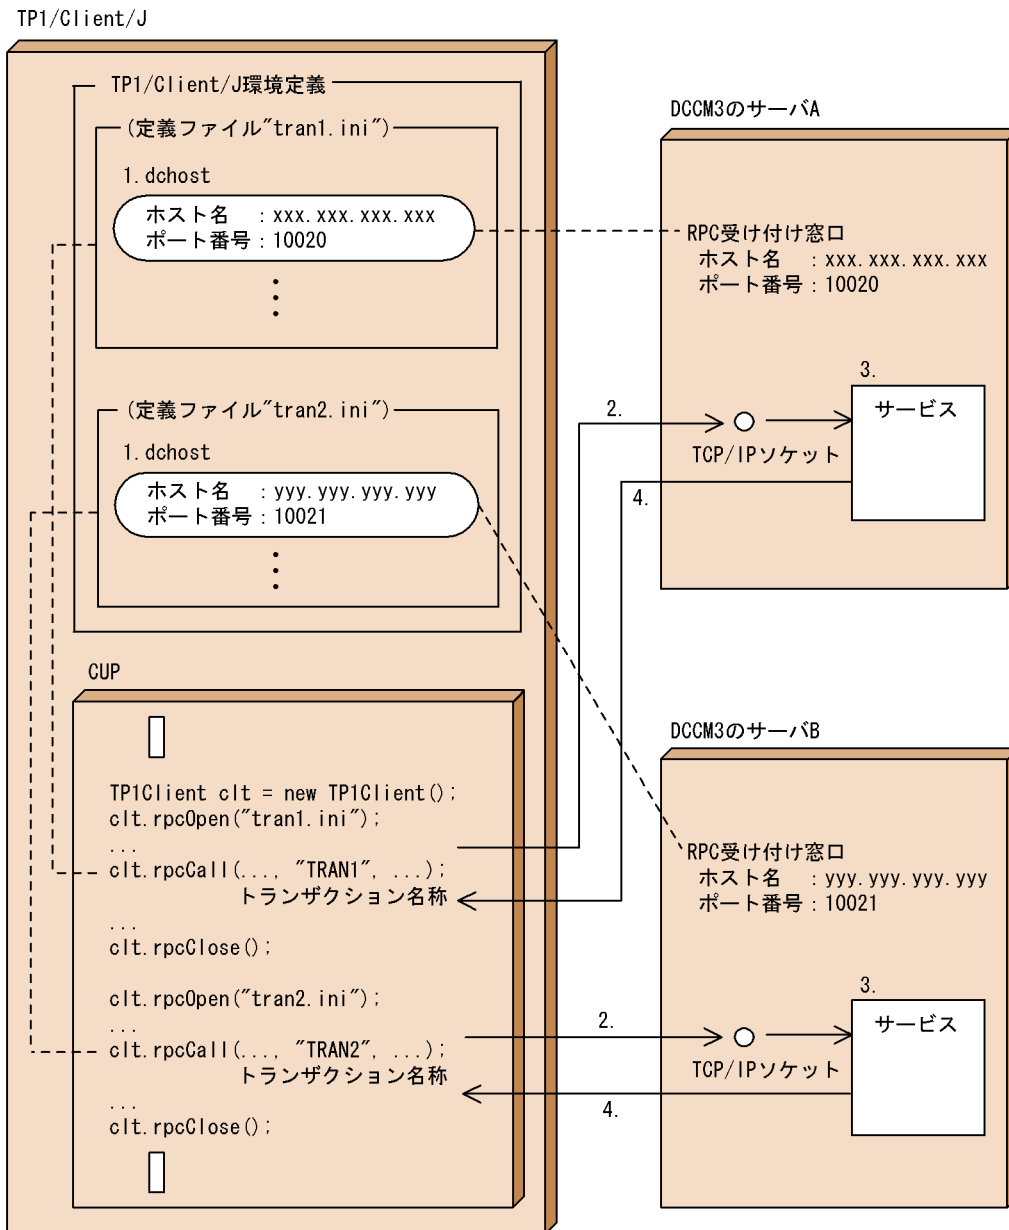 TP1/Client/J
TP1/Client/J環境定義
(定義ファイル"tran1.ini")
1.dchost
ホスト名　:xxx.xxx.xxx.xxx
ポート番号:10020
(定義ファイル"tran2.ini")
1.dchost
ホスト名　:yyy.yyy.yyy.yyy
ポート番号:10021
CUP
TP1Client clt = new TP1Client();
clt.rpcOpen("tran1.ini");
...
clt.rpcCall(..., "TRAN1", ...);
トランザクション名称
...
clt.rpcClose();
clt.rpcOpen("tran2.ini");
...
clt.rpcCall(..., "TRAN2", ...);
トランザクション名称
...
clt.rpcClose();
2.
4.
2.
4.
DCCM3のサーバA
RPC受け付け窓口
ホスト名　:xxx.xxx.xxx.xxx
ポート番号:10020
3.
サービス
TCP/IPソケット
DCCM3のサーバB
RPC受け付け窓口
ホスト名　:yyy.yyy.yyy.yyy
ポート番号:10021
3.
サービス
TCP/IPソケット